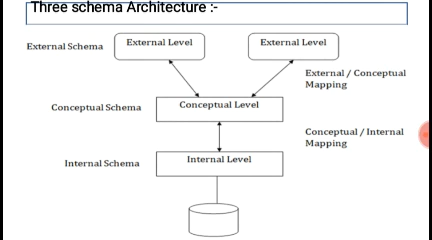 Three schema Architecture :-
External Schema
External Level
External Level
External / Conceptual
Mapping
Conceptual Schema
Conceptual Level
Conceptual / Internal
Mapping
Internal Schema
Internal Level